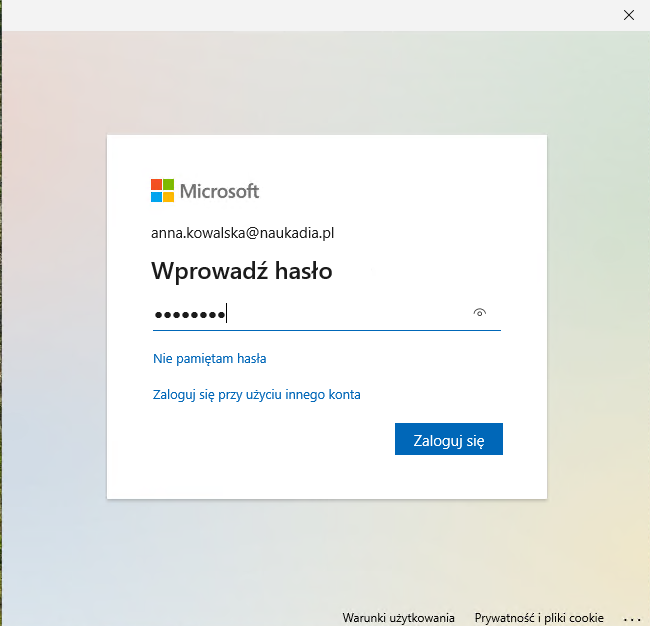 Microsoft
anna.kowalska@naukadia.pl
Wprowadź hasło
••••••••
Nie pamiętam hasła
Zaloguj się przy użyciu innego konta
Zaloguj się
Warunki użytkowania Prywatność i pliki cookie ...